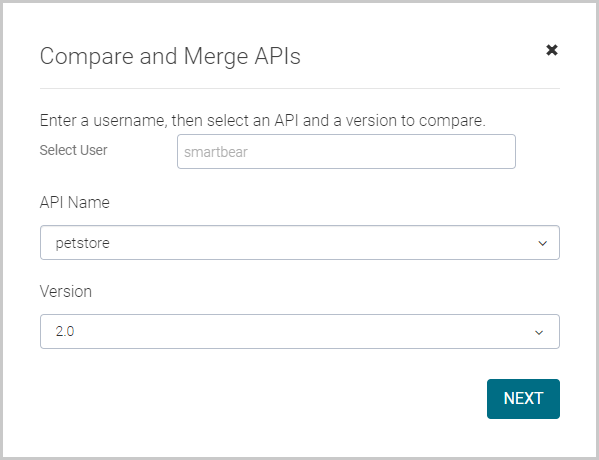 Compare and Merge APIs
Enter a username, then select an API and a version to compare.
Select User
smartbear
API Name
petstore
Version
2.0
NEXT